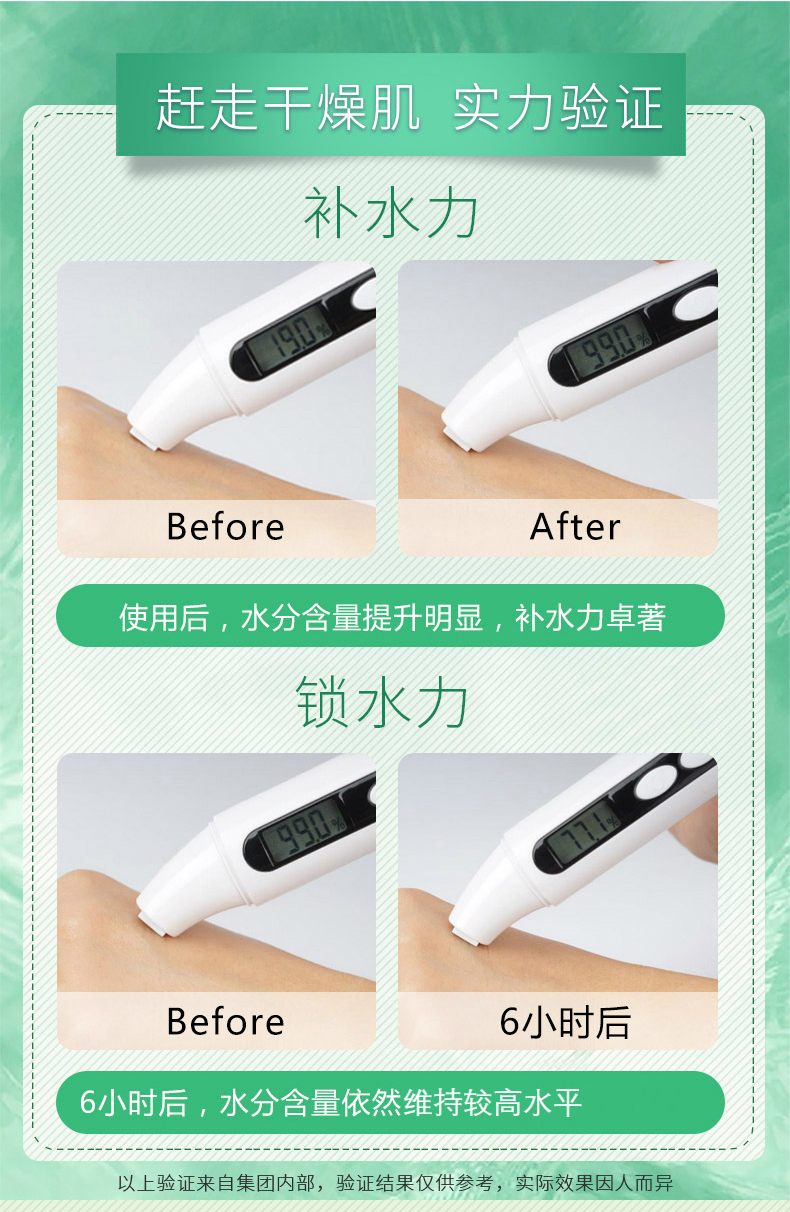 赶走干燥肌 实力验证
补水力
19.0%
99.0%
Before
After
使用后，水分含量提升明显，补水力卓著
锁水力
99.0%
77.1%
Before
6小时后
6小时后，水分含量依然维持较高水平
以上验证来自集团内部，验证结果仅供参考，实际效果因人而异